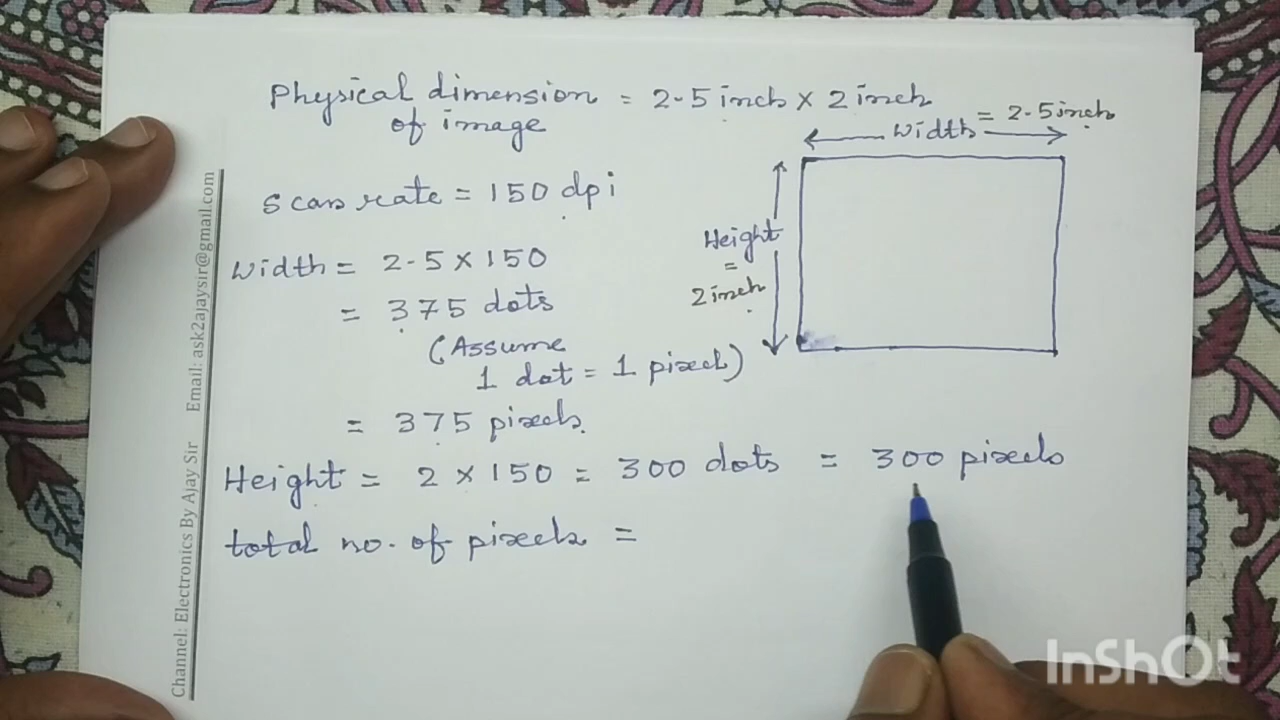 Physical dimension = 2.5 inch × 2 inch
of image
Width = 2.5 inch
Scan rate = 150 dpi
Height
=
2 inch
Width = 2.5 × 150
= 375 dots
(Assume
1 dot = 1 pixel)
= 375 pixels.
Height = 2 × 150 = 300 dots = 300 pixels
total no. of pixels =
Channel: Electronics By Ajay Sir Email: ask2ajaysir@gmail.com
InShOt